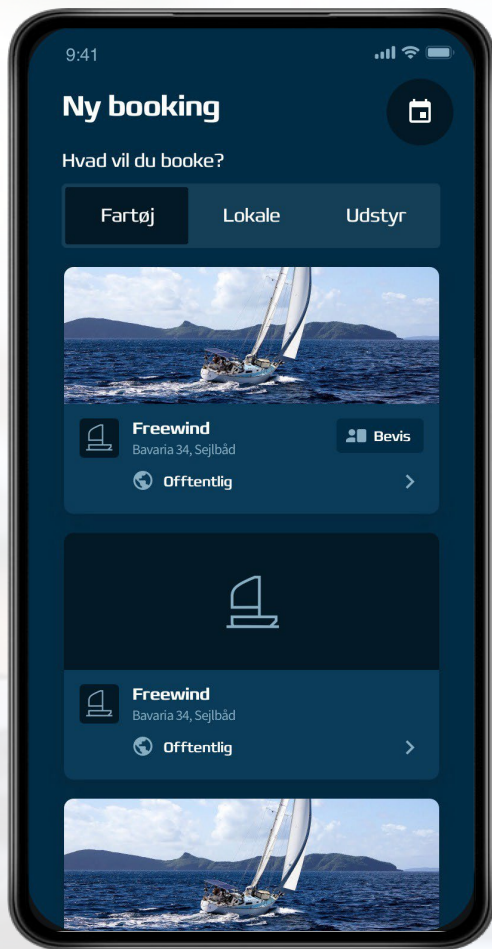 9:41
Ny booking
Hvad vil du booke?
Fartøj Lokale Udstyr
Freewind
Bevis
Bavaria 34, Sejlbåd
Offtentlig
Freewind
Bavaria 34, Sejlbåd
Offtentlig